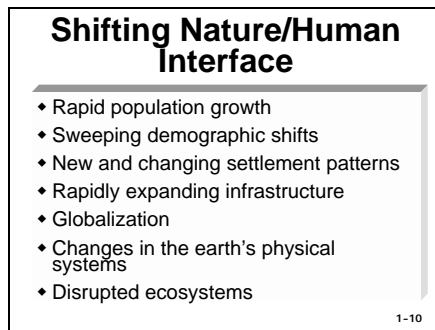 Shifting Nature/Human
Interface
◆ Rapid population growth
◆ Sweeping demographic shifts
◆ New and changing settlement patterns
◆ Rapidly expanding infrastructure
◆ Globalization
◆ Changes in the earth's physical
systems
◆ Disrupted ecosystems
1-10